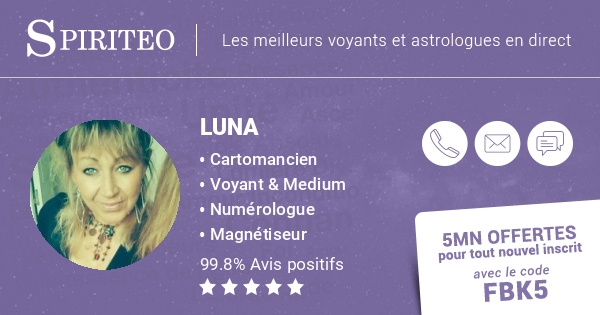 SPIRITEO
Les meilleurs voyants et astrologues en direct
LUNA
• Cartomancien
• Voyant & Medium
• Numérologue
• Magnétiseur
99.8% Avis positifs
5MN OFFERTES
pour tout nouvel inscrit
avec le code
FBK5